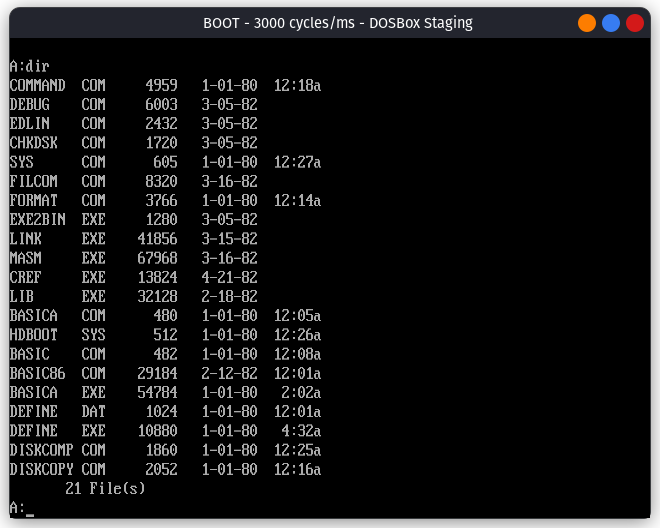 BOOT - 3000 cycles/ms - DOSBox Staging
A:dir
COMMAND  COM     4959   1-01-80  12:18a
DEBUG    COM     6003   3-05-82
EDLIN    COM     2432   3-05-82
CHKDSK   COM     1720   3-05-82
SYS      COM      605   1-01-80  12:27a
FILCOM   COM     8320   3-16-82
FORMAT   COM     3766   1-01-80  12:14a
EXE2BIN  EXE     1280   3-05-82
LINK     EXE    41856   3-15-82
MASM     EXE    67968   3-16-82
CREF     EXE    13824   4-21-82
LIB      EXE    32128   2-18-82
BASICA   COM      480   1-01-80  12:05a
HDBOOT   SYS      512   1-01-80  12:26a
BASIC    COM      482   1-01-80  12:08a
BASIC86  COM    29184   2-12-82  12:01a
BASICA   EXE    54784   1-01-80   2:02a
DEFINE   DAT     1024   1-01-80  12:01a
DEFINE   EXE    10880   1-01-80   4:32a
DISKCOMP COM     1860   1-01-80  12:25a
DISKCOPY COM     2052   1-01-80  12:16a
       21 File(s)
A:_